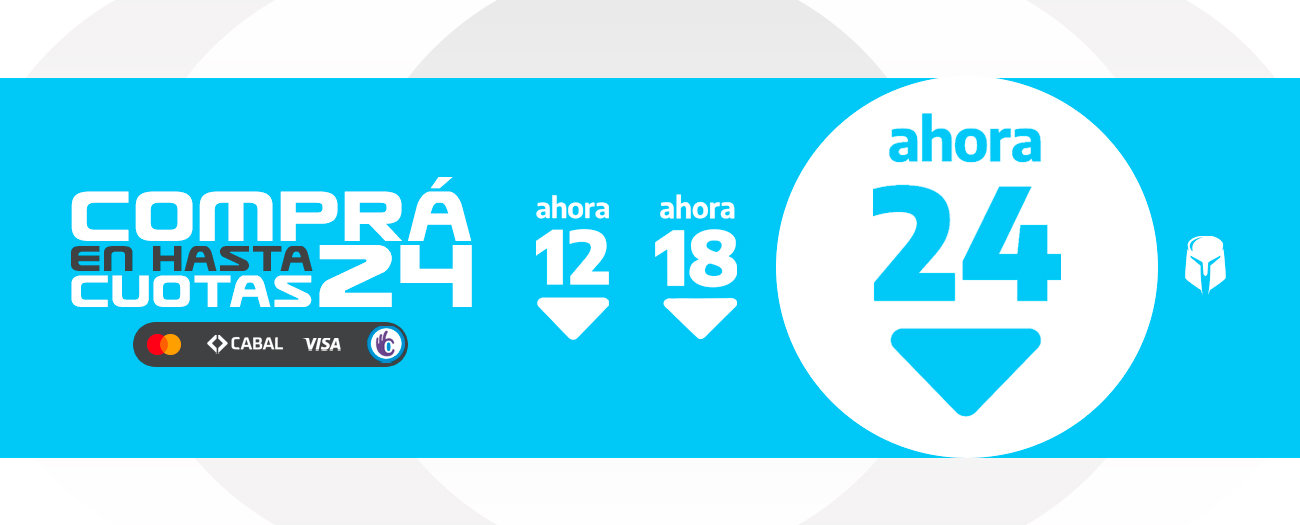 COMPRÁ
EN HASTA
CUOTAS 24
CABAL
VISA
ahora
12
ahora
18
ahora
24